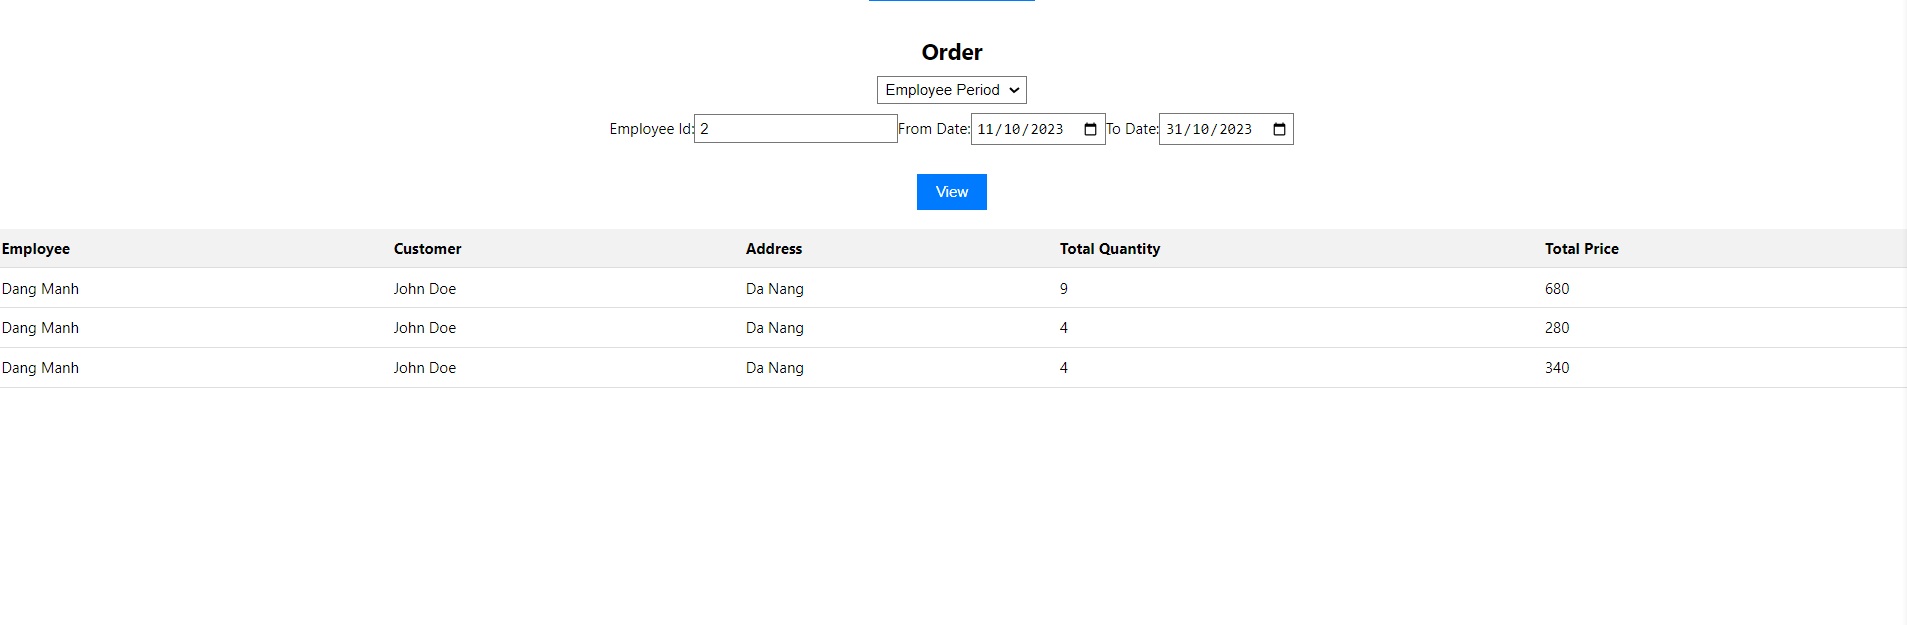 Order
Employee Period
Employee Id: 2 From Date: 11/10/2023 To Date: 31/10/2023
View
Employee Customer Address Total Quantity Total Price
Dang Manh John Doe Da Nang 9 680
Dang Manh John Doe Da Nang 4 280
Dang Manh John Doe Da Nang 4 340